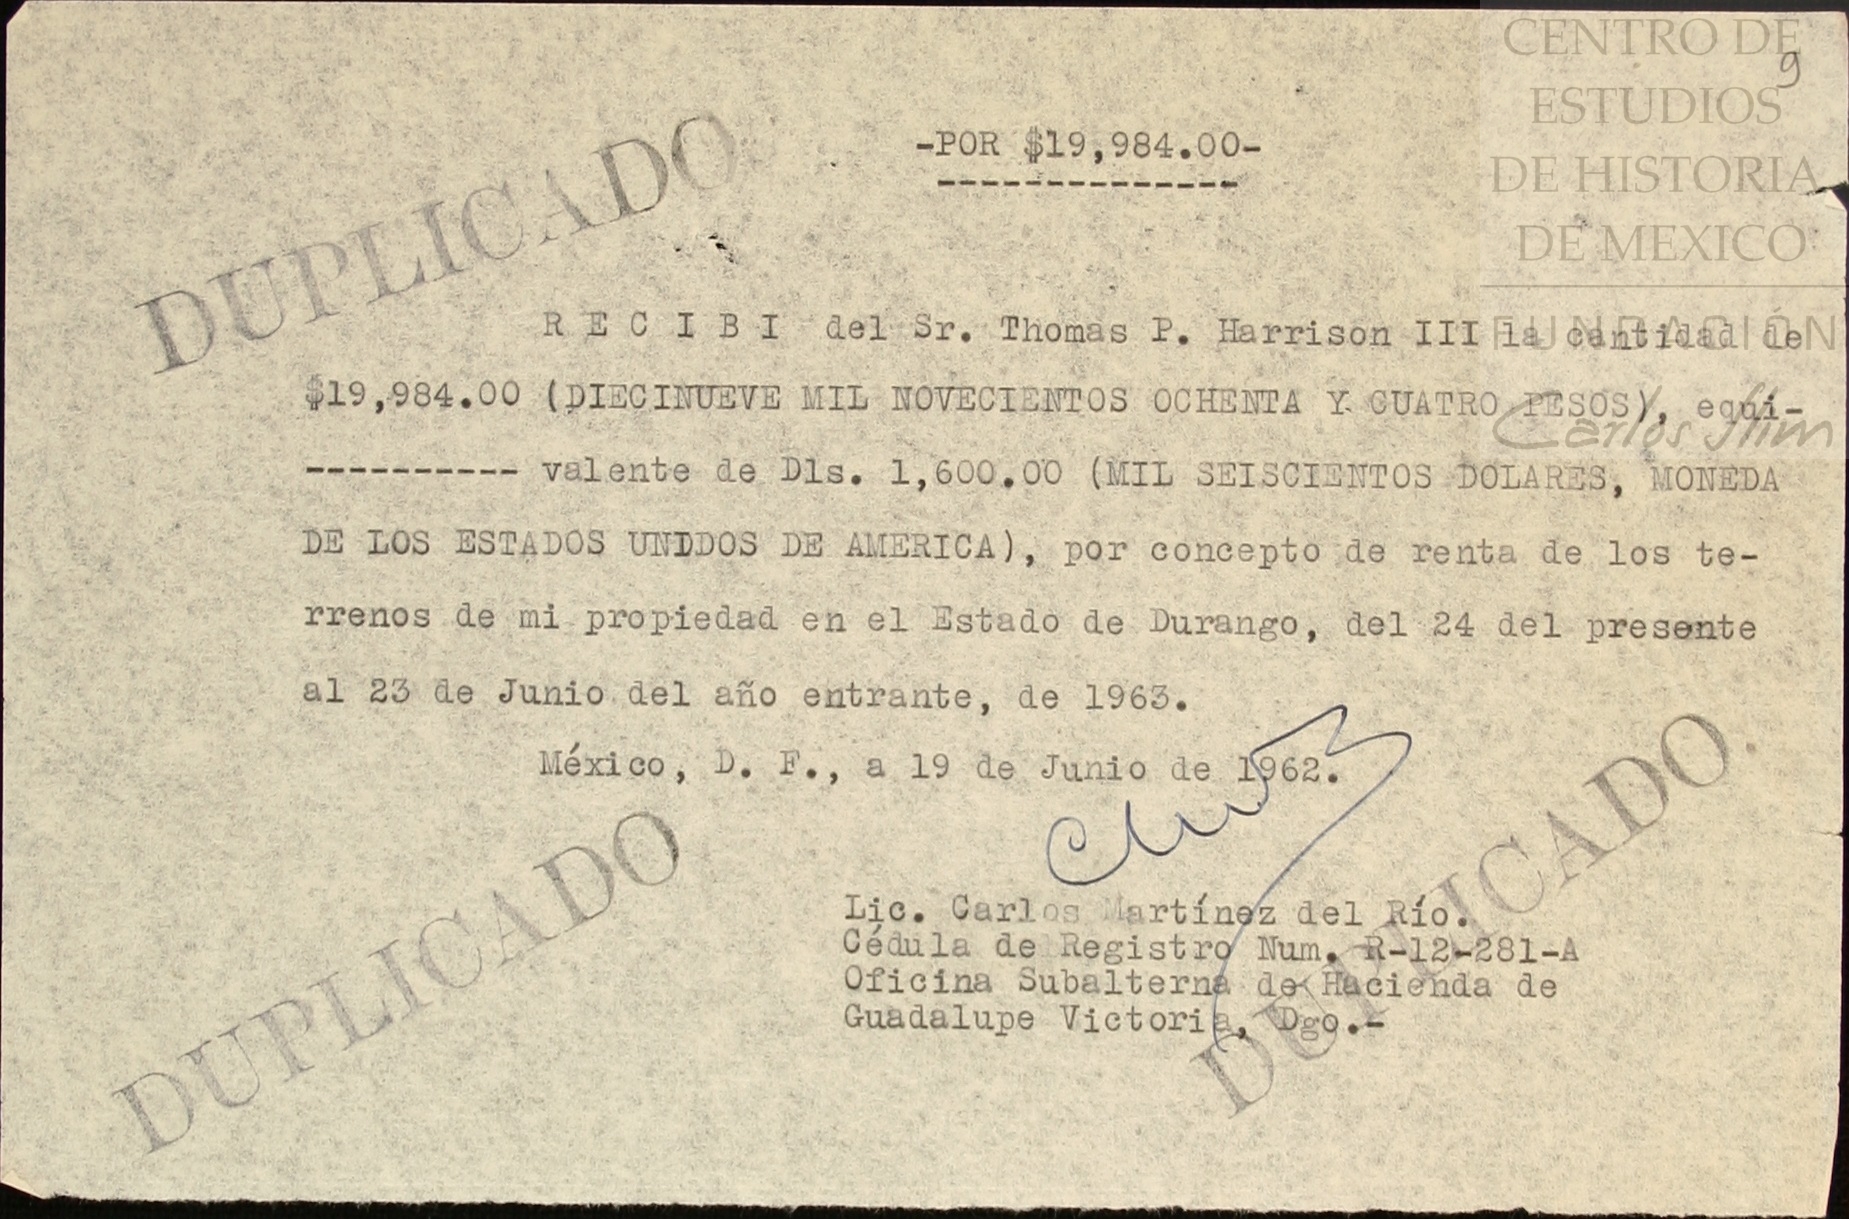 CENTRO DE
ESTUDIOS
DE HISTORIA
DE MEXICO
FUNDACIÓN
Carlos Slim
9
-POR $19,984.00-
--------------
DUPLICADO
R E C I B I del Sr. Thomas P. Harrison III la cantidad de
$19,984.00 (DIECINUEVE MIL NOVECIENTOS OCHENTA Y CUATRO PESOS), equi-
---------- valente de Dls. 1,600.00 (MIL SEISCIENTOS DOLARES, MONEDA
DE LOS ESTADOS UNIDOS DE AMERICA), por concepto de renta de los te-
rrenos de mi propiedad en el Estado de Durango, del 24 del presente
al 23 de Junio del año entrante, de 1963.
México, D. F., a 19 de Junio de 1962.
Lic. Carlos Martínez del Río.
Cédula de Registro Num. R-12-281-A
Oficina Subalterna de Hacienda de
Guadalupe Victoria, Dgo.-
DUPLICADO
DUPLICADO